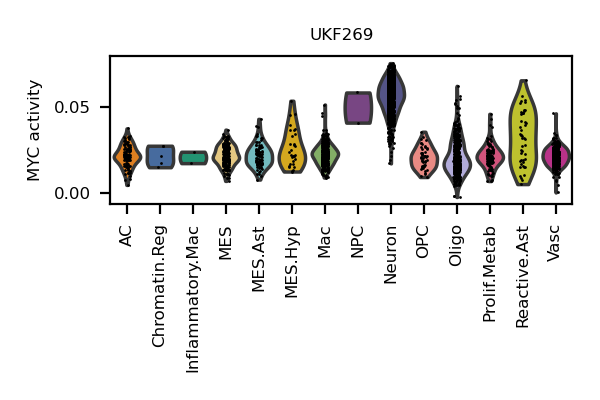 UKF269
MYC activity
0.05
0.00
AC
Chromatin.Reg
Inflammatory.Mac
MES
MES.Ast
MES.Hyp
Mac
NPC
Neuron
OPC
Oligo
Prolif.Metab
Reactive.Ast
Vasc